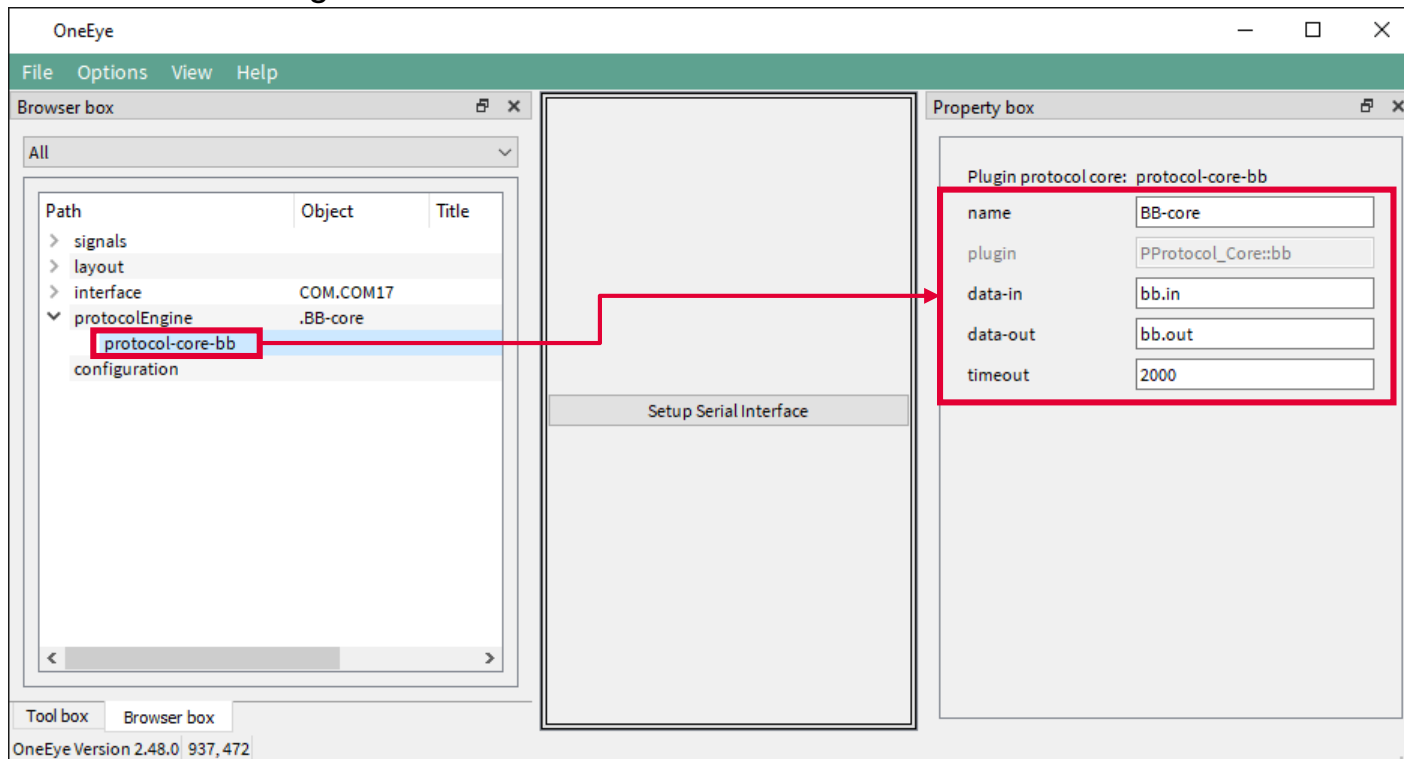 OneEye
File Options View Help
Browser box
All
Path Object Title
signals
layout
interface COM.COM17
protocolEngine .BB-core
protocol-core-bb
configuration
Tool box Browser box
OneEye Version 2.48.0 937, 472
Setup Serial Interface
Property box
Plugin protocol core: protocol-core-bb
name BB-core
plugin PProtocol_Core::bb
data-in bb.in
data-out bb.out
timeout 2000